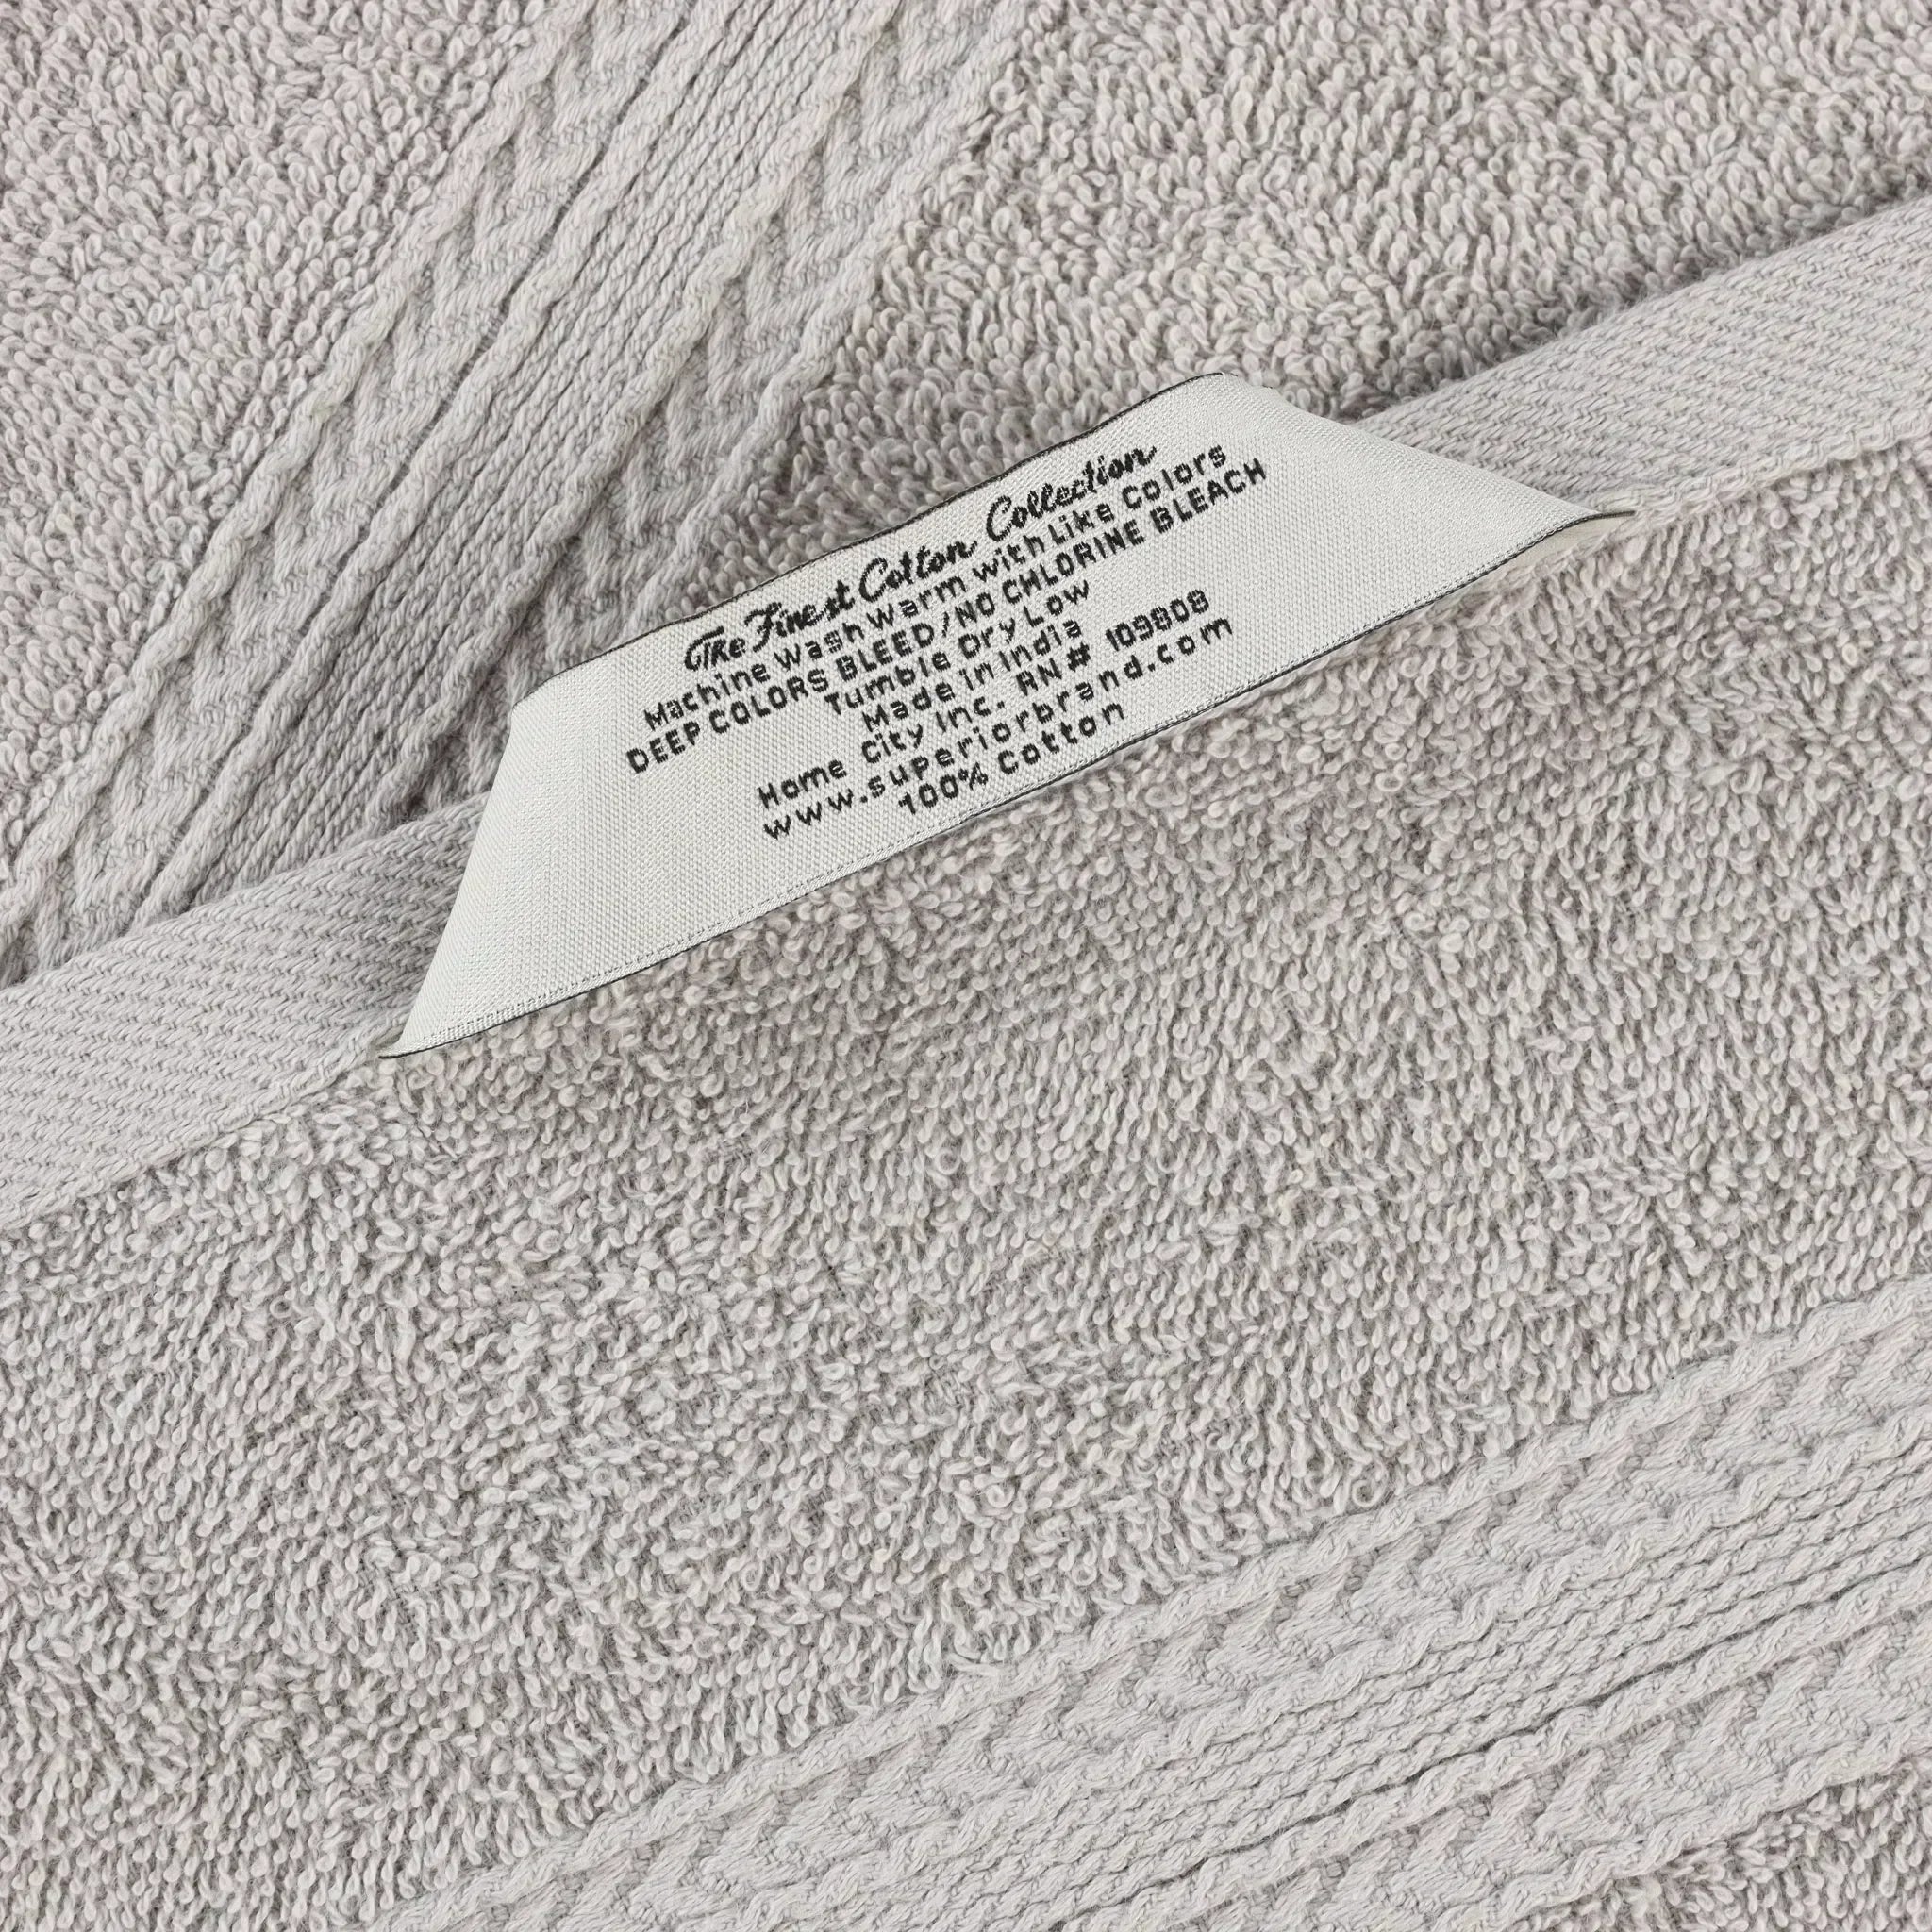 The Finest Cotton Collection
Machine Wash Warm with Like Colors
DEEP COLORS BLEED/NO CHLORINE BLEACH
Tumble Dry Low
Made in India
Home City Inc. RN # 109808
www.superiorbrand.com
100% Cotton